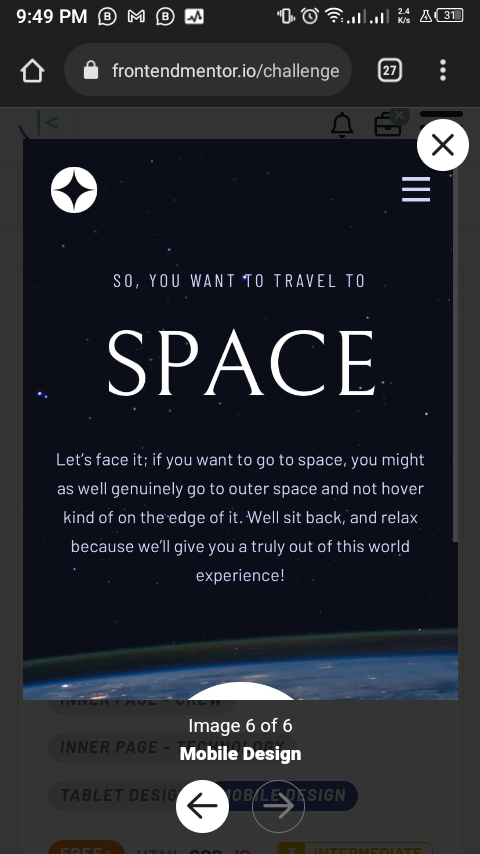 9:49 PM
2.4
K/s
31
frontendmentor.io/challenge
27
SO, YOU WANT TO TRAVEL TO
SPACE
Let's face it; if you want to go to space, you might
as well genuinely go to outer space and not hover
kind of on the edge of it. Well sit back, and relax
because we'll give you a truly out of this world
experience!
INNER PAGE - CREW
Image 6 of 6
INNER PAGE - TECHNOLOGY
Mobile Design
TABLET DESIGN
MOBILE DESIGN
FREE+
HTML
CSS
JS
3
INTERMEDIATE